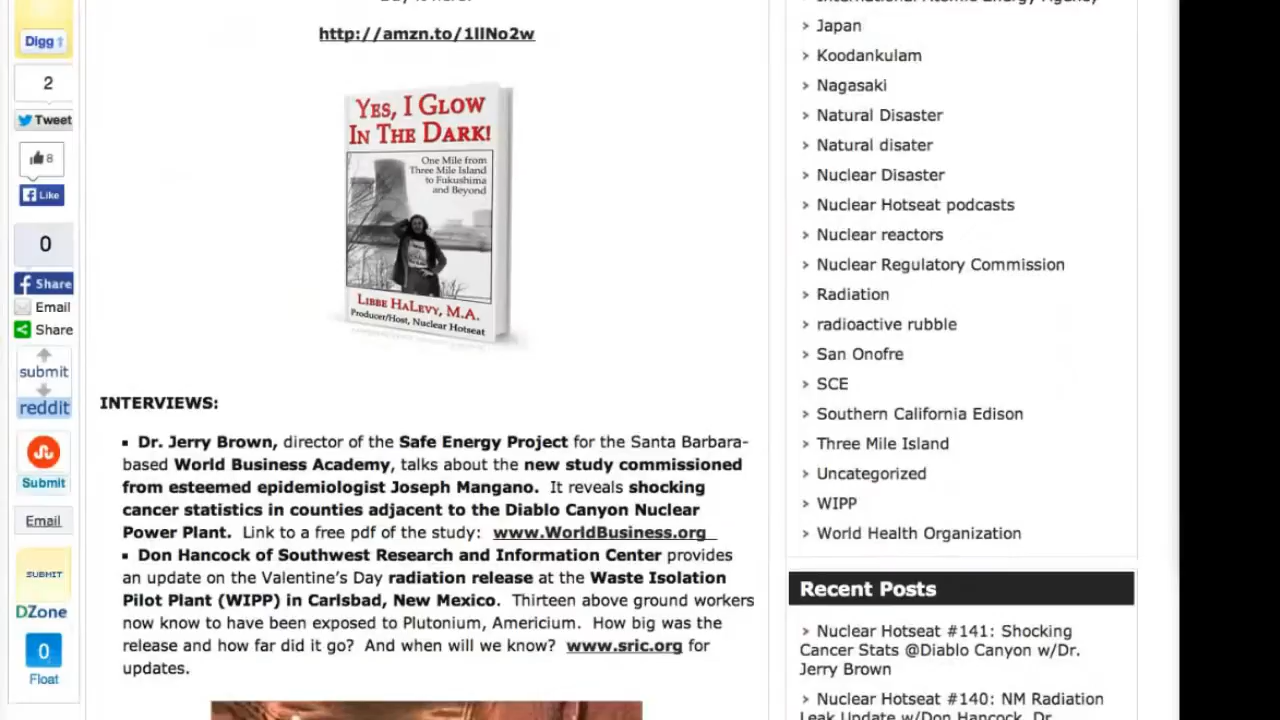 Digg
2
Tweet
8
Like
0
Share
Email
Share
submit
reddit
Submit
Email
SUBMIT
DZone
0
Float
http://amzn.to/1llNo2w
YES, I GLOW
IN THE DARK!
One Mile from
Three Mile Island
to Fukushima
and Beyond
LIBBE HALEVY, M.A.
Producer/Host, Nuclear Hotseat
INTERVIEWS:
▪ Dr. Jerry Brown, director of the Safe Energy Project for the Santa Barbara-
based World Business Academy, talks about the new study commissioned
from esteemed epidemiologist Joseph Mangano. It reveals shocking
cancer statistics in counties adjacent to the Diablo Canyon Nuclear
Power Plant. Link to a free pdf of the study: www.WorldBusiness.org
▪ Don Hancock of Southwest Research and Information Center provides
an update on the Valentine's Day radiation release at the Waste Isolation
Pilot Plant (WIPP) in Carlsbad, New Mexico. Thirteen above ground workers
now know to have been exposed to Plutonium, Americium. How big was the
release and how far did it go? And when will we know? www.sric.org for
updates.
International Atomic Energy Agency
Japan
Koodankulam
Nagasaki
Natural Disaster
Natural disater
Nuclear Disaster
Nuclear Hotseat podcasts
Nuclear reactors
Nuclear Regulatory Commission
Radiation
radioactive rubble
San Onofre
SCE
Southern California Edison
Three Mile Island
Uncategorized
WIPP
World Health Organization
Recent Posts
Nuclear Hotseat #141: Shocking
Cancer Stats @Diablo Canyon w/Dr.
Jerry Brown
Nuclear Hotseat #140: NM Radiation
Leak Update w/Don Hancock, Dr.